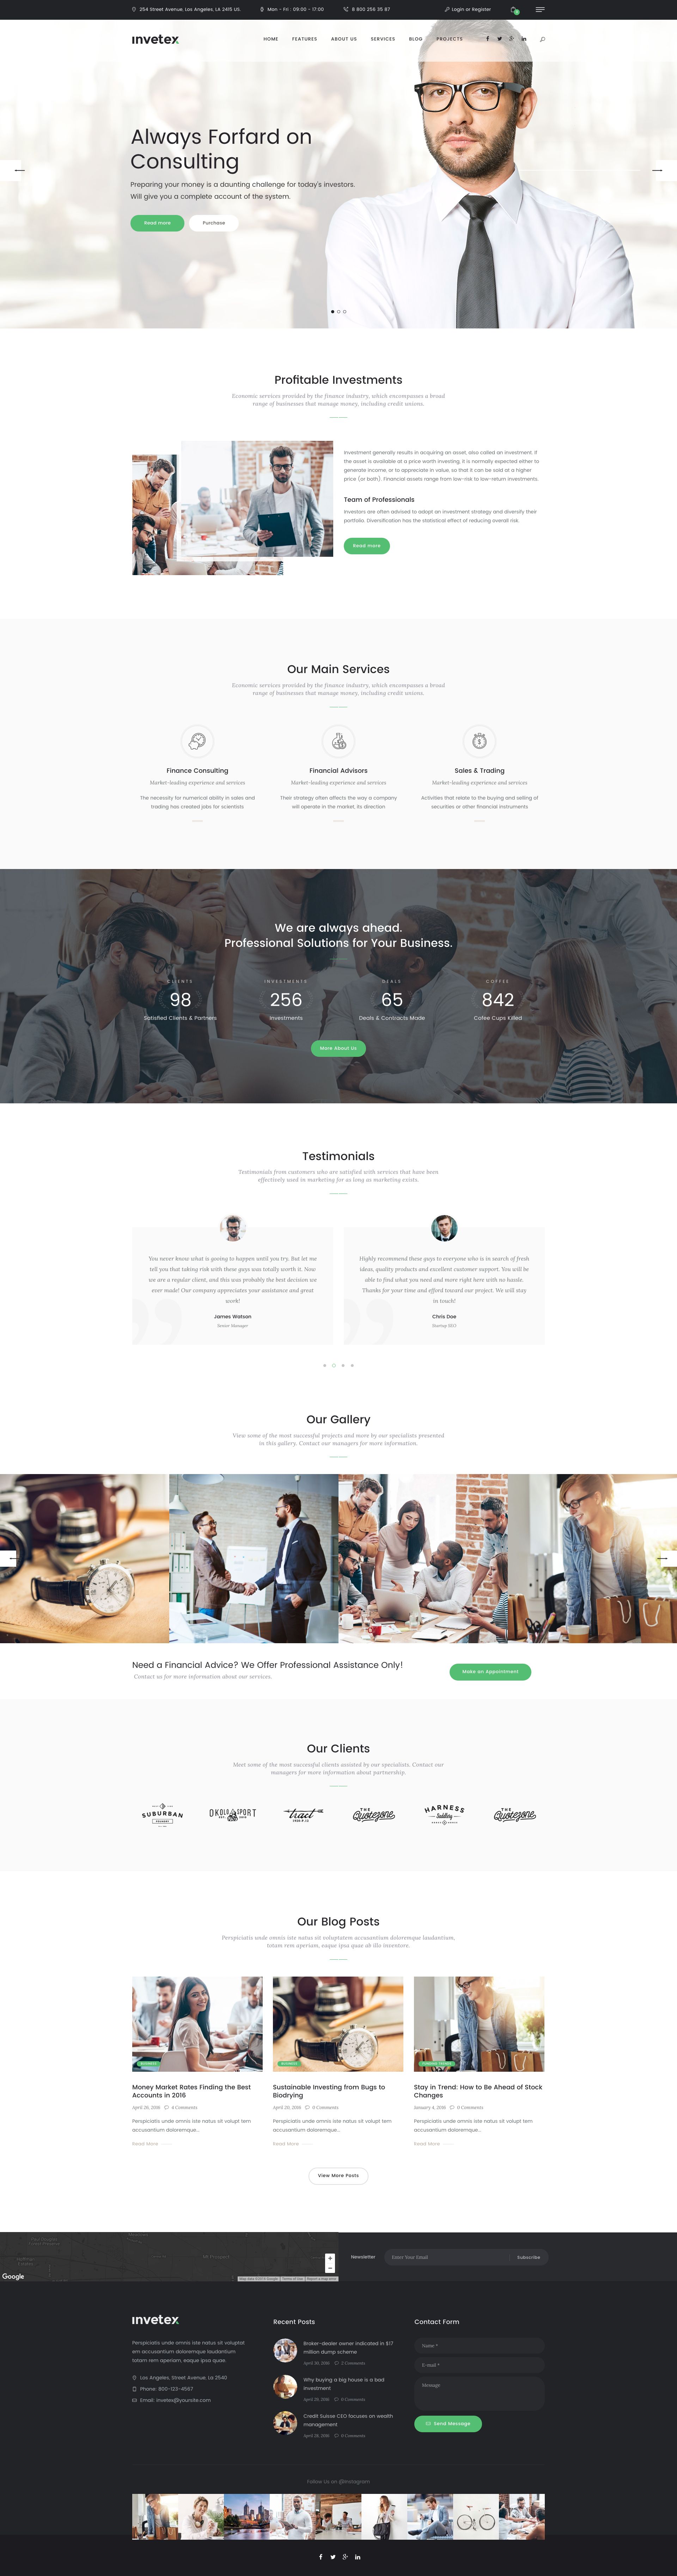 254 Street Avenue, Los Angeles, LA 2415 US.
Mon - Fri : 09:00 - 17:00
8 800 256 35 87
Login or Register
invetex
HOME
FEATURES
ABOUT US
SERVICES
BLOG
PROJECTS
Always Forfard on
Consulting
Preparing your money is a daunting challenge for today's investors.
Will give you a complete account of the system.
Read more
Purchase
Profitable Investments
Economic services provided by the finance industry, which encompasses a broad
range of businesses that manage money, including credit unions.
Investment generally results in acquiring an asset, also called an investment. If
the asset is available at a price worth investing, it is normally expected either to
generate income, or to appreciate in value, so that it can be sold at a higher
price (or both). Financial assets range from low-risk to low-return investments.
Team of Professionals
Investors are often advised to adopt an investment strategy and diversify their
portfolio. Diversification has the statistical effect of reducing overall risk.
Read more
Our Main Services
Economic services provided by the finance industry, which encompasses a broad
range of businesses that manage money, including credit unions.
Finance Consulting
Market-leading experience and services
The necessity for numerical ability in sales and
trading has created jobs for scientists
Financial Advisors
Market-leading experience and services
Their strategy often affects the way a company
will operate in the market, its direction
Sales & Trading
Market-leading experience and services
Activities that relate to the buying and selling of
securities or other financial instruments
We are always ahead.
Professional Solutions for Your Business.
CLIENTS
98
Satisfied Clients & Partners
INVESTMENTS
256
Investments
DEALS
65
Deals & Contracts Made
COFFEE
842
Cofee Cups Killed
More About Us
Testimonials
Testimonials from customers who are satisfied with services that have been
effectively used in marketing for as long as marketing exists.
You never know what is gowing to happen until you try. But let me
tell you that taking risk with these guys was totally worth it. Now
we are a regular client, and this was probably the best decision we
ever made! Our company appreciates your assistance and great
work!
James Watson
Senior Manager
Highly recommend these guys to everyone who is in search of fresh
ideas, quality products and excellent customer support. You will be
able to find what you need and more right here with no hassle.
Thanks for your time and efford toward our project. We will stay
in touch!
Chris Doe
Startup SEO
Our Gallery
View some of the most successful projects and more by our specialists presented
in this gallery. Contact our managers for more information.
Need a Financial Advice? We Offer Professional Assistance Only!
Contact us for more information about our services.
Make an Appointment
Our Clients
Meet some of the most successful clients assisted by our specialists. Contact our
managers for more information about partnership.
SUBURBAN
OKOLO SPORT
tract
THE
Quotezone
HARNESS
Saddlery
THE
Quotezone
Our Blog Posts
Perspiciatis unde omnis iste natus sit voluptatem accusantium doloremque laudantium,
totam rem aperiam, eaque ipsa quae ab illo inventore.
BUSINESS
Money Market Rates Finding the Best
Accounts in 2016
April 20, 2016
4 Comments
Perspiciatis unde omnis iste natus sit volupt tem
accusantium doloremque...
Read More
BUSINESS
Sustainable Investing from Bugs to
Biodrying
April 20, 2016
0 Comments
Perspiciatis unde omnis iste natus sit volupt tem
accusantium doloremque...
Read More
Stay in Trend: How to Be Ahead of Stock
Changes
January 4, 2016
0 Comments
Perspiciatis unde omnis iste natus sit volupt tem
accusantium doloremque...
Read More
View More Posts
Google
Newsletter
Enter Your Email
Subscribe
invetex
Perspiciatis unde omnis iste natus sit voluptat
em accusantium doloremque laudantium
totam rem aperiam, eaque ipsa quae.
Los Angeles, Street Avenue, La 2540
Phone: 800-123-4567
Email: invetex@yoursite.com
Recent Posts
Broker-dealer owner indicated in $17
million dump scheme
April 30, 2016
2 Comments
Why buying a big house is a bad
investment
April 29, 2016
0 Comments
Credit Suisse CEO focuses on wealth
management
April 28, 2016
0 Comments
Contact Form
Name *
E-mail *
Message
Send Message
Follow Us on @Instagram